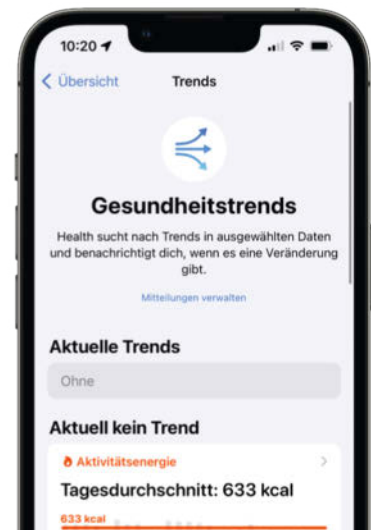 10:20
Übersicht
Trends
Gesundheitstrends
Health sucht nach Trends in ausgewählten Daten
und benachrichtigt dich, wenn es eine Veränderung
gibt.
Mitteilungen verwalten
Aktuelle Trends
Ohne
Aktuell kein Trend
Aktivitätsenergie
Tagesdurchschnitt: 633 kcal
633 kcal